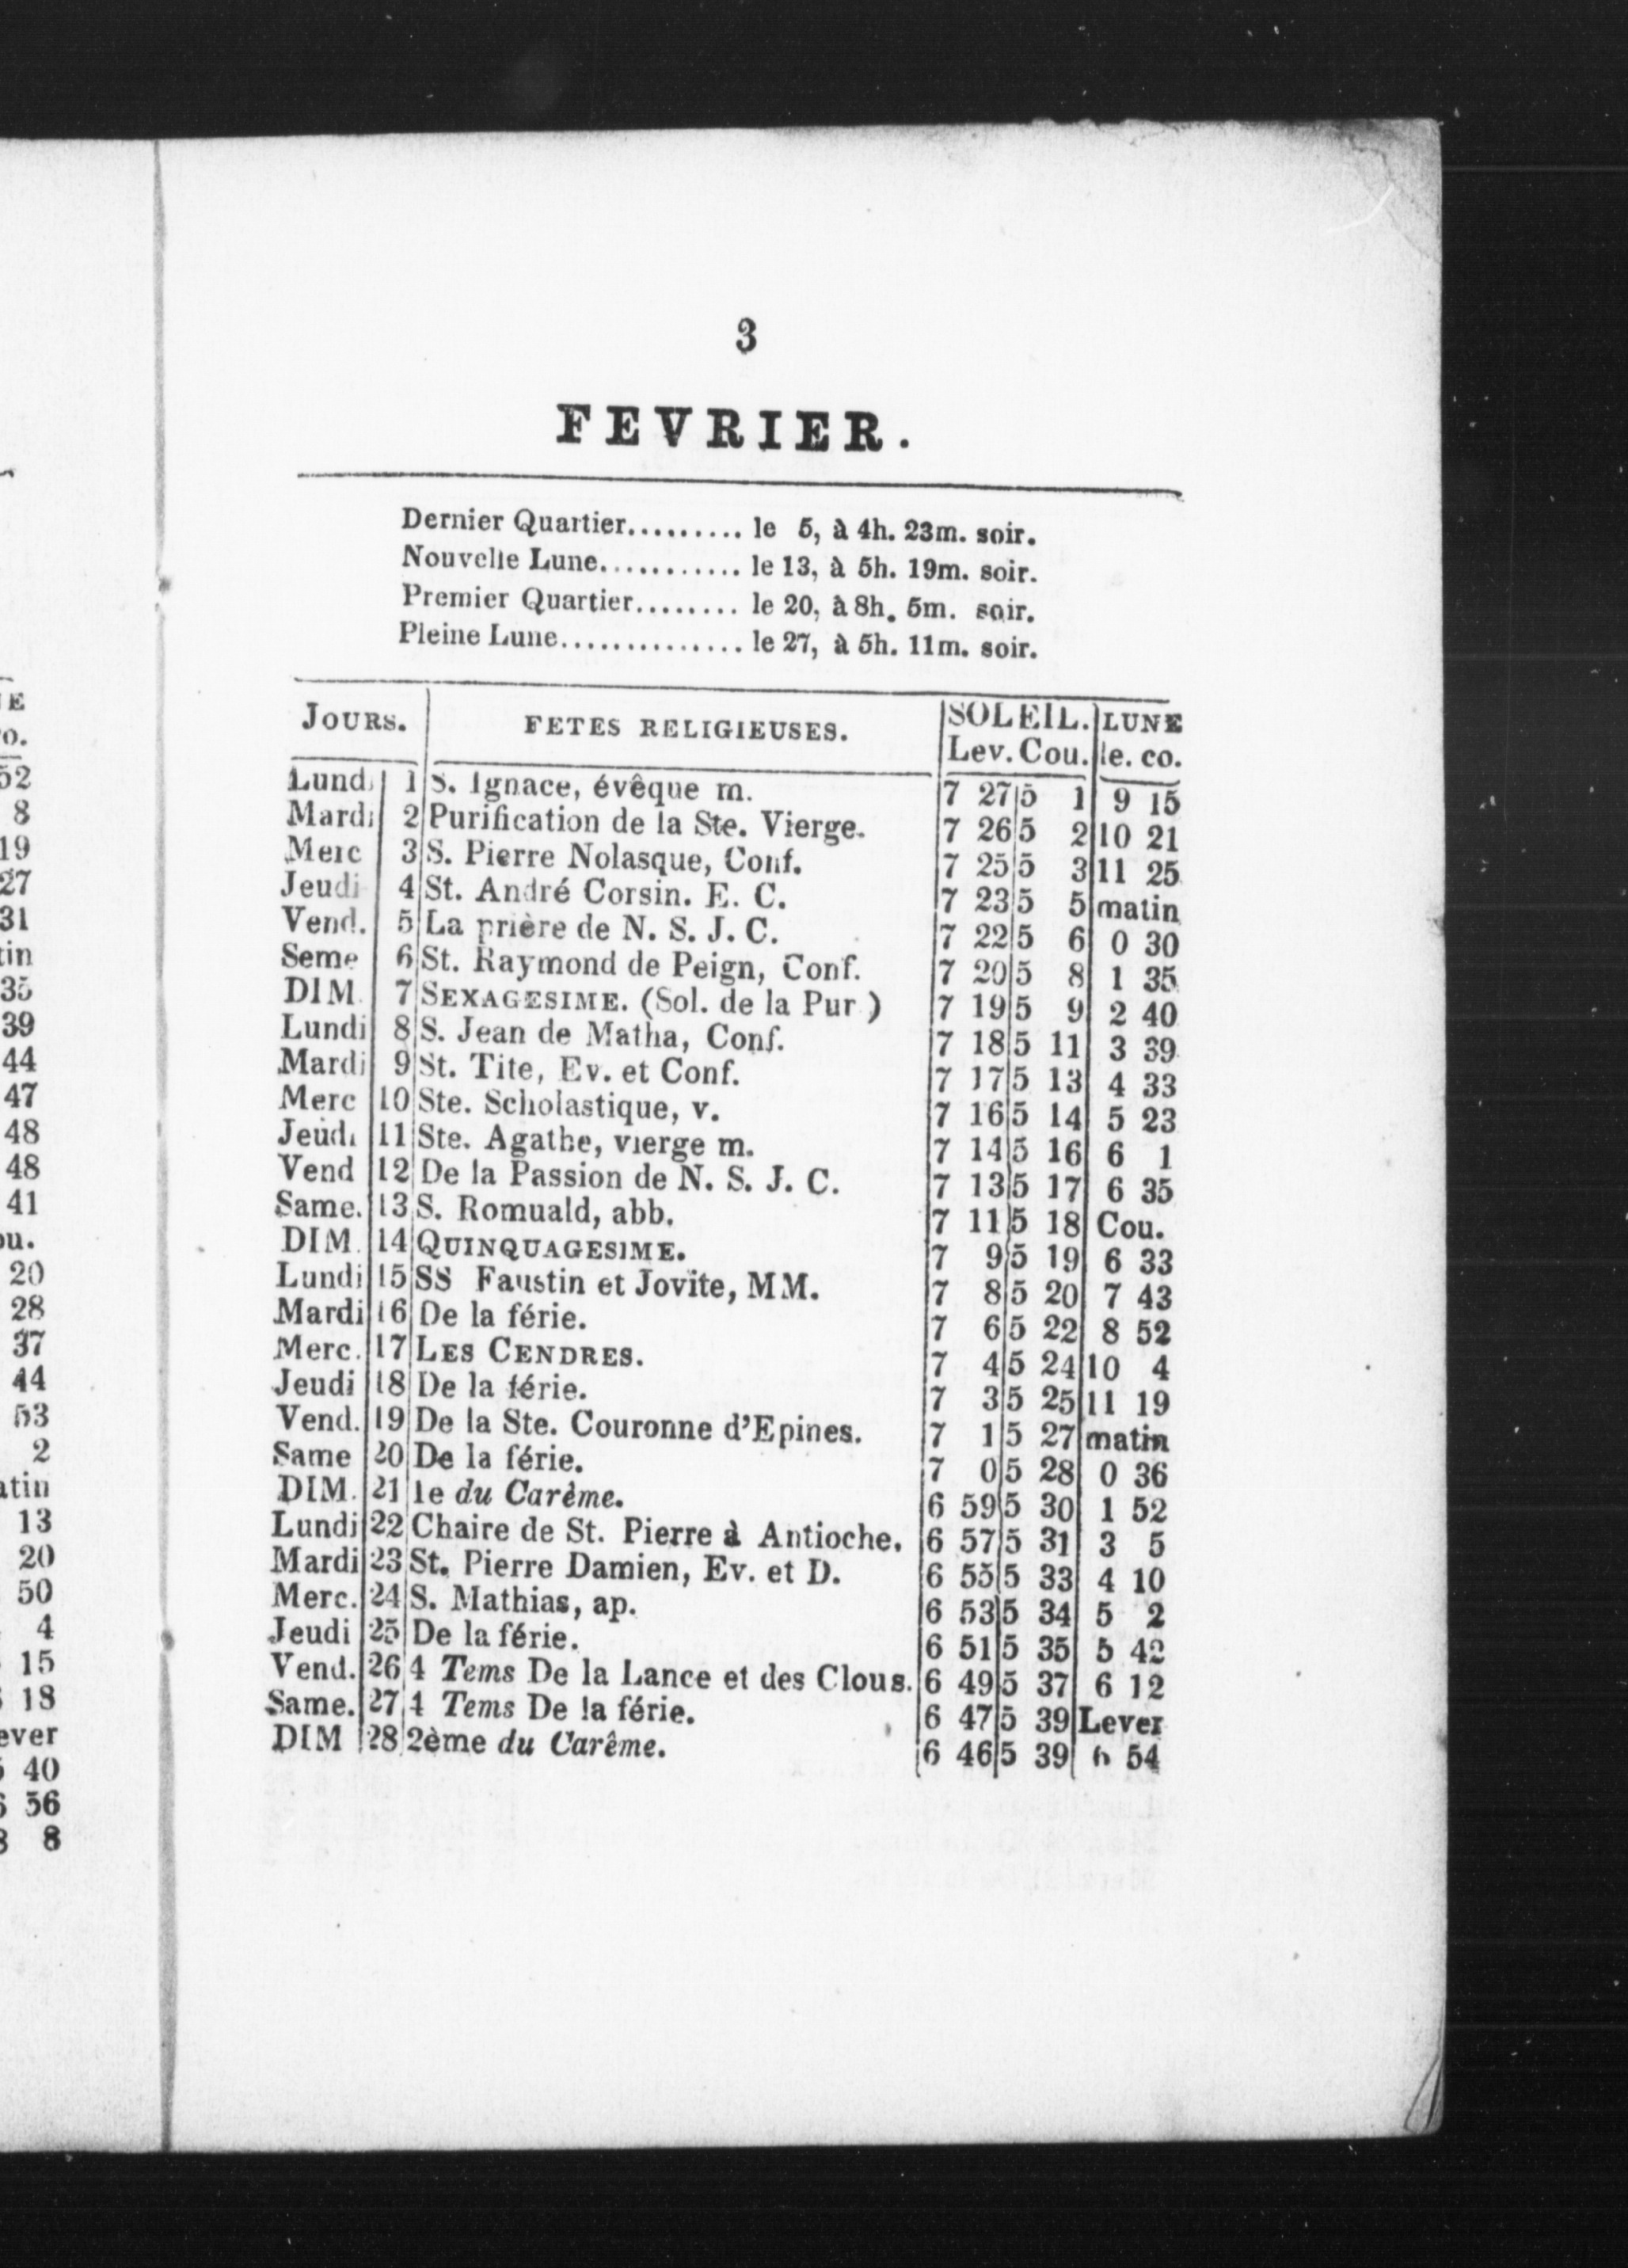 3
FEVRIER.
Dernier Quartier......... le 5, à 4h. 23m. soir.
Nouvelle Lune........... le 13, à 5h. 19m. soir.
Premier Quartier........ le 20, à 8h. 5m. soir.
Pleine Lune.............. le 27, à 5h. 11m. soir.
JOURS. FETES RELIGIEUSES. SOLEIL. LUNE
Lev. Cou. le. co.
Lundi 1 S. Ignace, évêque m. 7 27 5 1 9 15
Mardi 2 Purification de la Ste. Vierge. 7 26 5 2 10 21
Merc 3 S. Pierre Nolasque, Conf. 7 25 5 3 11 25
Jeudi 4 St. André Corsin. E. C. 7 23 5 5 matin
Vend. 5 La prière de N. S. J. C. 7 22 5 6 0 30
Seme 6 St. Raymond de Peign, Conf. 7 20 5 8 1 35
DIM. 7 SEXAGESIME. (Sol. de la Pur ) 7 19 5 9 2 40
Lundi 8 S. Jean de Matha, Conf. 7 18 5 11 3 39
Mardi 9 St. Tite, Ev. et Conf. 7 17 5 13 4 33
Merc 10 Ste. Scholastique, v. 7 16 5 14 5 23
Jeudi 11 Ste. Agathe, vierge m. 7 14 5 16 6 1
Vend 12 De la Passion de N. S. J. C. 7 13 5 17 6 35
Same. 13 S. Romuald, abb. 7 11 5 18 Cou.
DIM. 14 QUINQUAGESIME. 7 9 5 19 6 33
Lundi 15 SS Faustin et Jovite, MM. 7 8 5 20 7 43
Mardi 16 De la férie. 7 6 5 22 8 52
Merc. 17 LES CENDRES. 7 4 5 24 10 4
Jeudi 18 De la férie. 7 3 5 25 11 19
Vend. 19 De la Ste. Couronne d'Epines. 7 1 5 27 matin
Same 20 De la férie. 7 0 5 28 0 36
DIM. 21 1e du Carême. 6 59 5 30 1 52
Lundi 22 Chaire de St. Pierre à Antioche. 6 57 5 31 3 5
Mardi 23 St. Pierre Damien, Ev. et D. 6 55 5 33 4 10
Merc. 24 S. Mathias, ap. 6 53 5 34 5 2
Jeudi 25 De la férie. 6 51 5 35 5 42
Vend. 26 4 Tems De la Lance et des Clous. 6 49 5 37 6 12
Same. 27 4 Tems De la férie. 6 47 5 39 Lever
DIM 28 2ème du Carême. 6 46 5 39 6 54